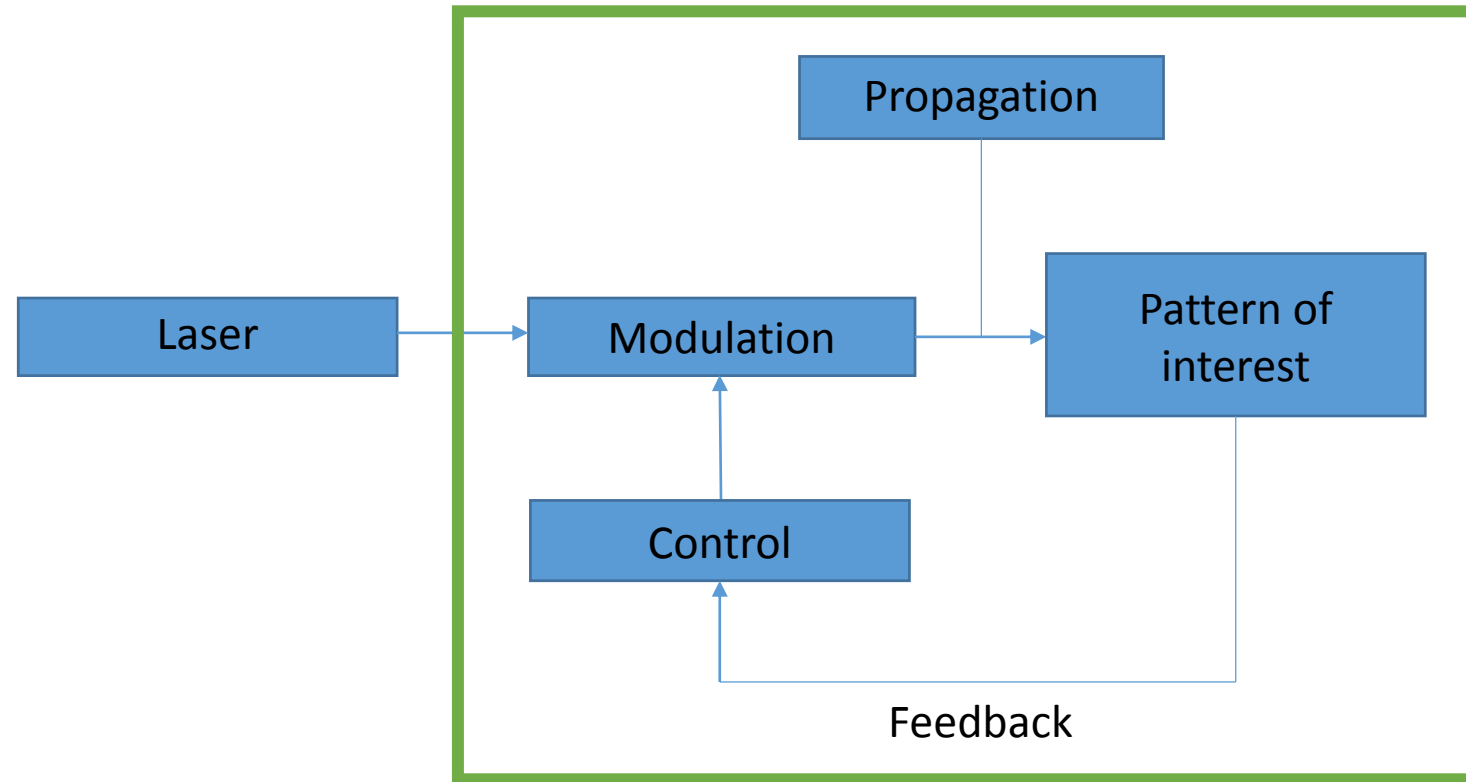 Propagation
Laser
Modulation
Pattern of
interest
Control
Feedback